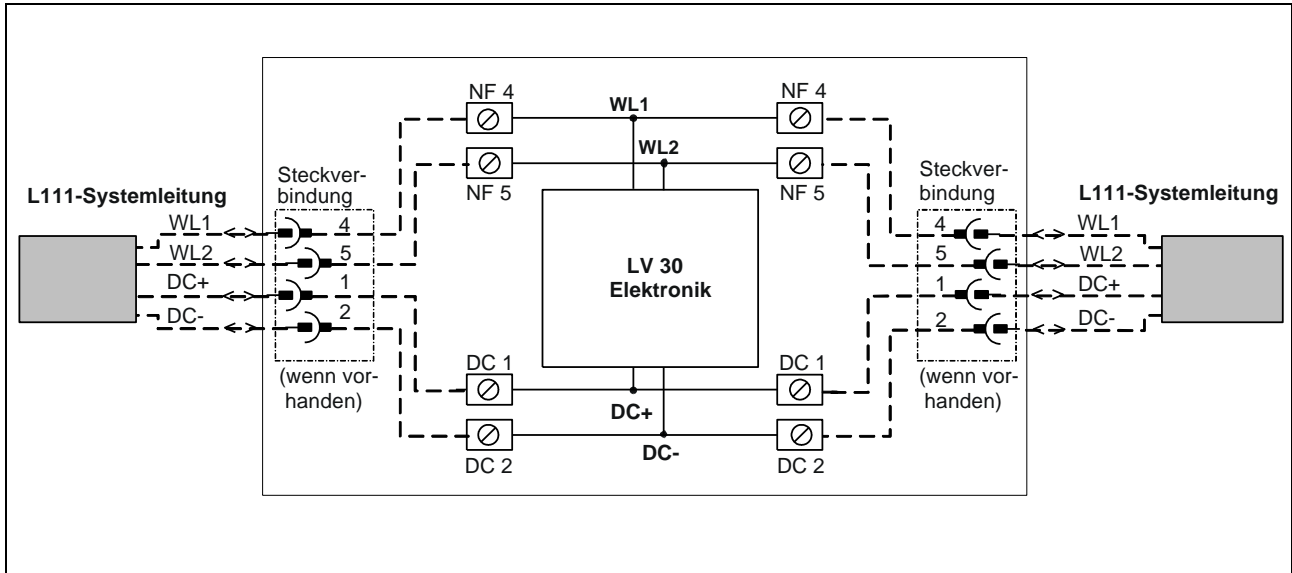 NF 4
NF 4
WL1
WL2
NF 5
NF 5
Steckver-
bindung
Steckver-
bindung
L111-Systemleitung
L111-Systemleitung
WL1
4
4
WL1
WL2
5
5
WL2
DC+
1
1
DC+
DC-
2
2
DC-
LV 30
Elektronik
(wenn vor-
handen)
(wenn vor-
handen)
DC 1
DC 1
DC+
DC-
DC 2
DC 2